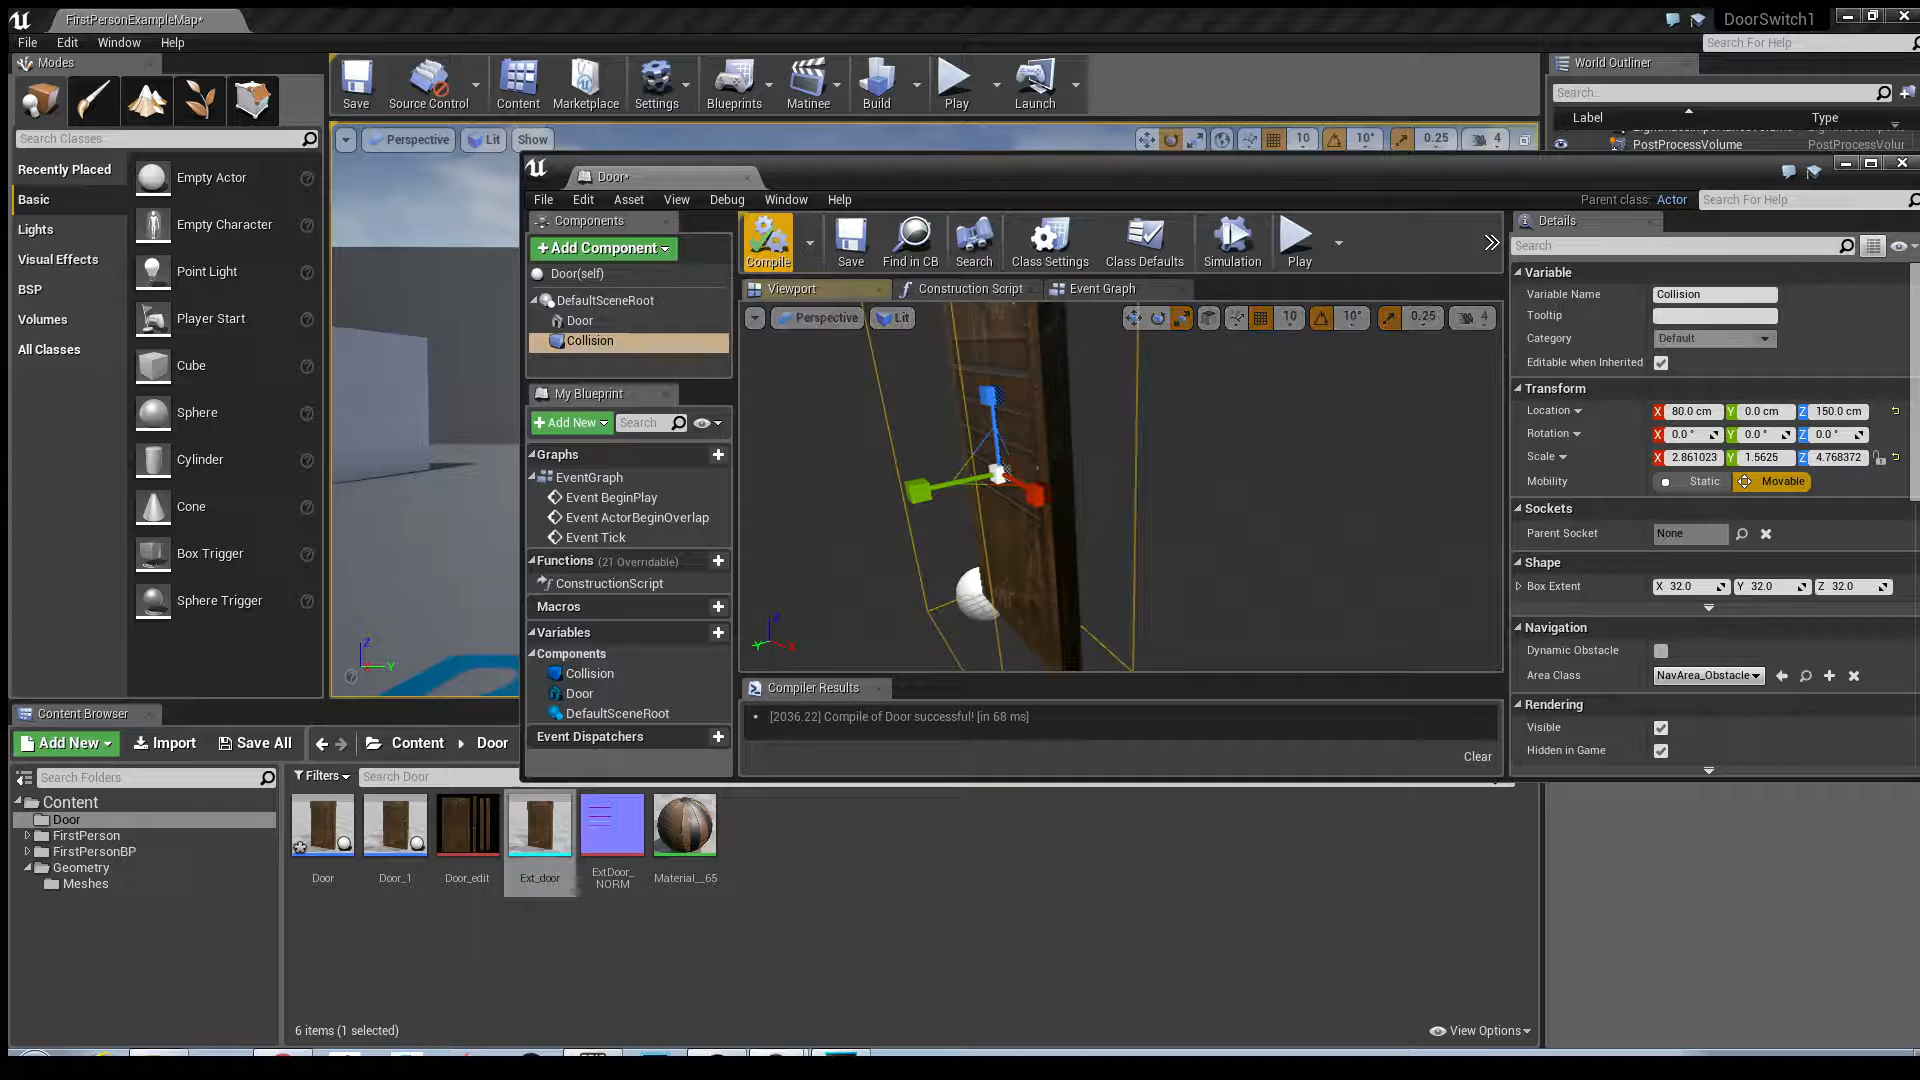 FirstPersonExampleMap*
DoorSwitch1
File Edit Window Help
Search For Help
Modes
Search Classes
Recently Placed
Basic
Lights
Visual Effects
BSP
Volumes
All Classes
Empty Actor
Empty Character
Point Light
Player Start
Cube
Sphere
Cylinder
Cone
Box Trigger
Sphere Trigger
Save Source Control Content Marketplace Settings Blueprints Matinee Build Play Launch
Perspective Lit Show
10 10° 0.25 4
World Outliner
Search..
Label Type
PostProcessVolume PostProcessVolur
Door*
File Edit Asset View Debug Window Help
Parent class: Actor
Search For Help
Components
+Add Component
Door(self)
DefaultSceneRoot
Door
Collision
My Blueprint
+Add New Search
Graphs
EventGraph
Event BeginPlay
Event ActorBeginOverlap
Event Tick
Functions (21 Overridable)
ConstructionScript
Macros
Variables
Components
Collision
Door
DefaultSceneRoot
Event Dispatchers
Compile Save Find in CB Search Class Settings Class Defaults Simulation Play
Viewport Construction Script Event Graph
Perspective Lit
10 10° 0.25 4
Z
Y X
Compiler Results
• [2036.22] Compile of Door successful! [in 68 ms]
Clear
Details
Search
Variable
Variable Name Collision
Tooltip
Category Default
Editable when Inherited
Transform
Location X 80.0 cm Y 0.0 cm Z 150.0 cm
Rotation X 0.0 ° Y 0.0 ° Z 0.0 °
Scale X 2.861023 Y 1.5625 Z 4.768372
Mobility Static Movable
Sockets
Parent Socket None
Shape
Box Extent X 32.0 Y 32.0 Z 32.0
Navigation
Dynamic Obstacle
Area Class NavArea_Obstacle
Rendering
Visible
Hidden in Game
Z
Y
Content Browser
Add New Import Save All Content Door
Search Folders
Content
Door
FirstPerson
FirstPersonBP
Geometry
Meshes
Filters Search Door
Door
Door_1
Door_edit
Ext_door
ExtDoor_
NORM
Material__65
6 items (1 selected)
View Options